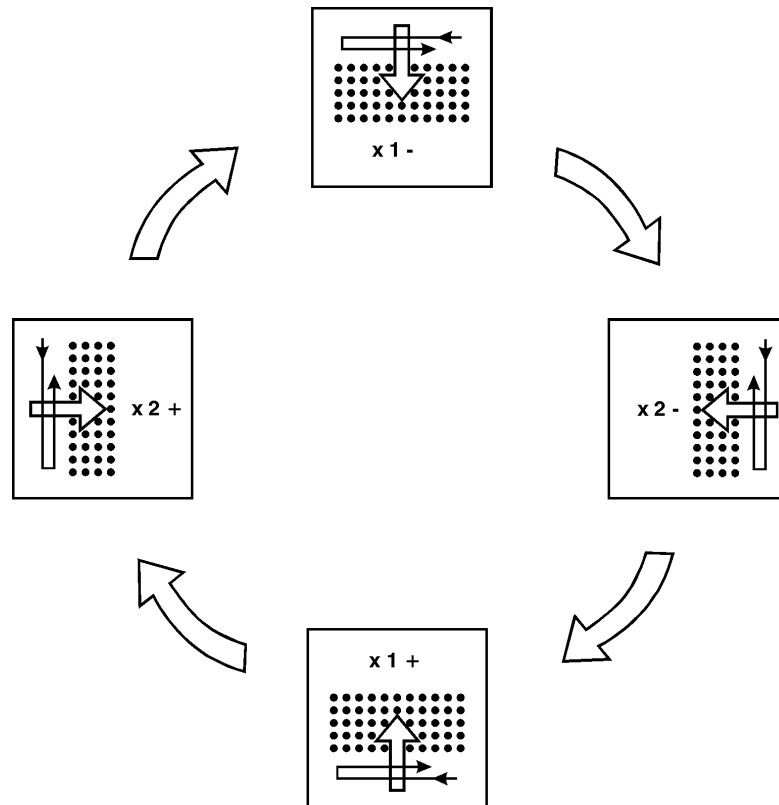 x 1 -
x 2 +
x 2 -
x 1 +